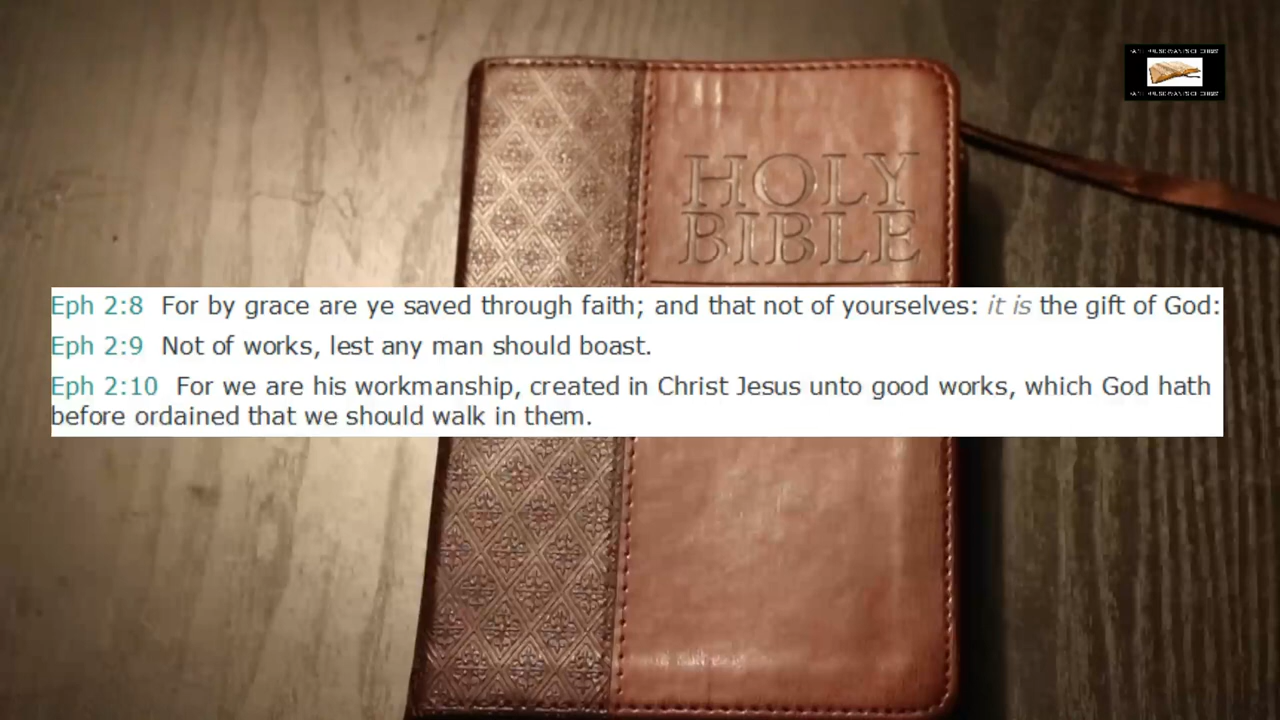 HOLY
BIBLE
Eph 2:8 For by grace are ye saved through faith; and that not of yourselves: it is the gift of God:
Eph 2:9 Not of works, lest any man should boast.
Eph 2:10 For we are his workmanship, created in Christ Jesus unto good works, which God hath
before ordained that we should walk in them.